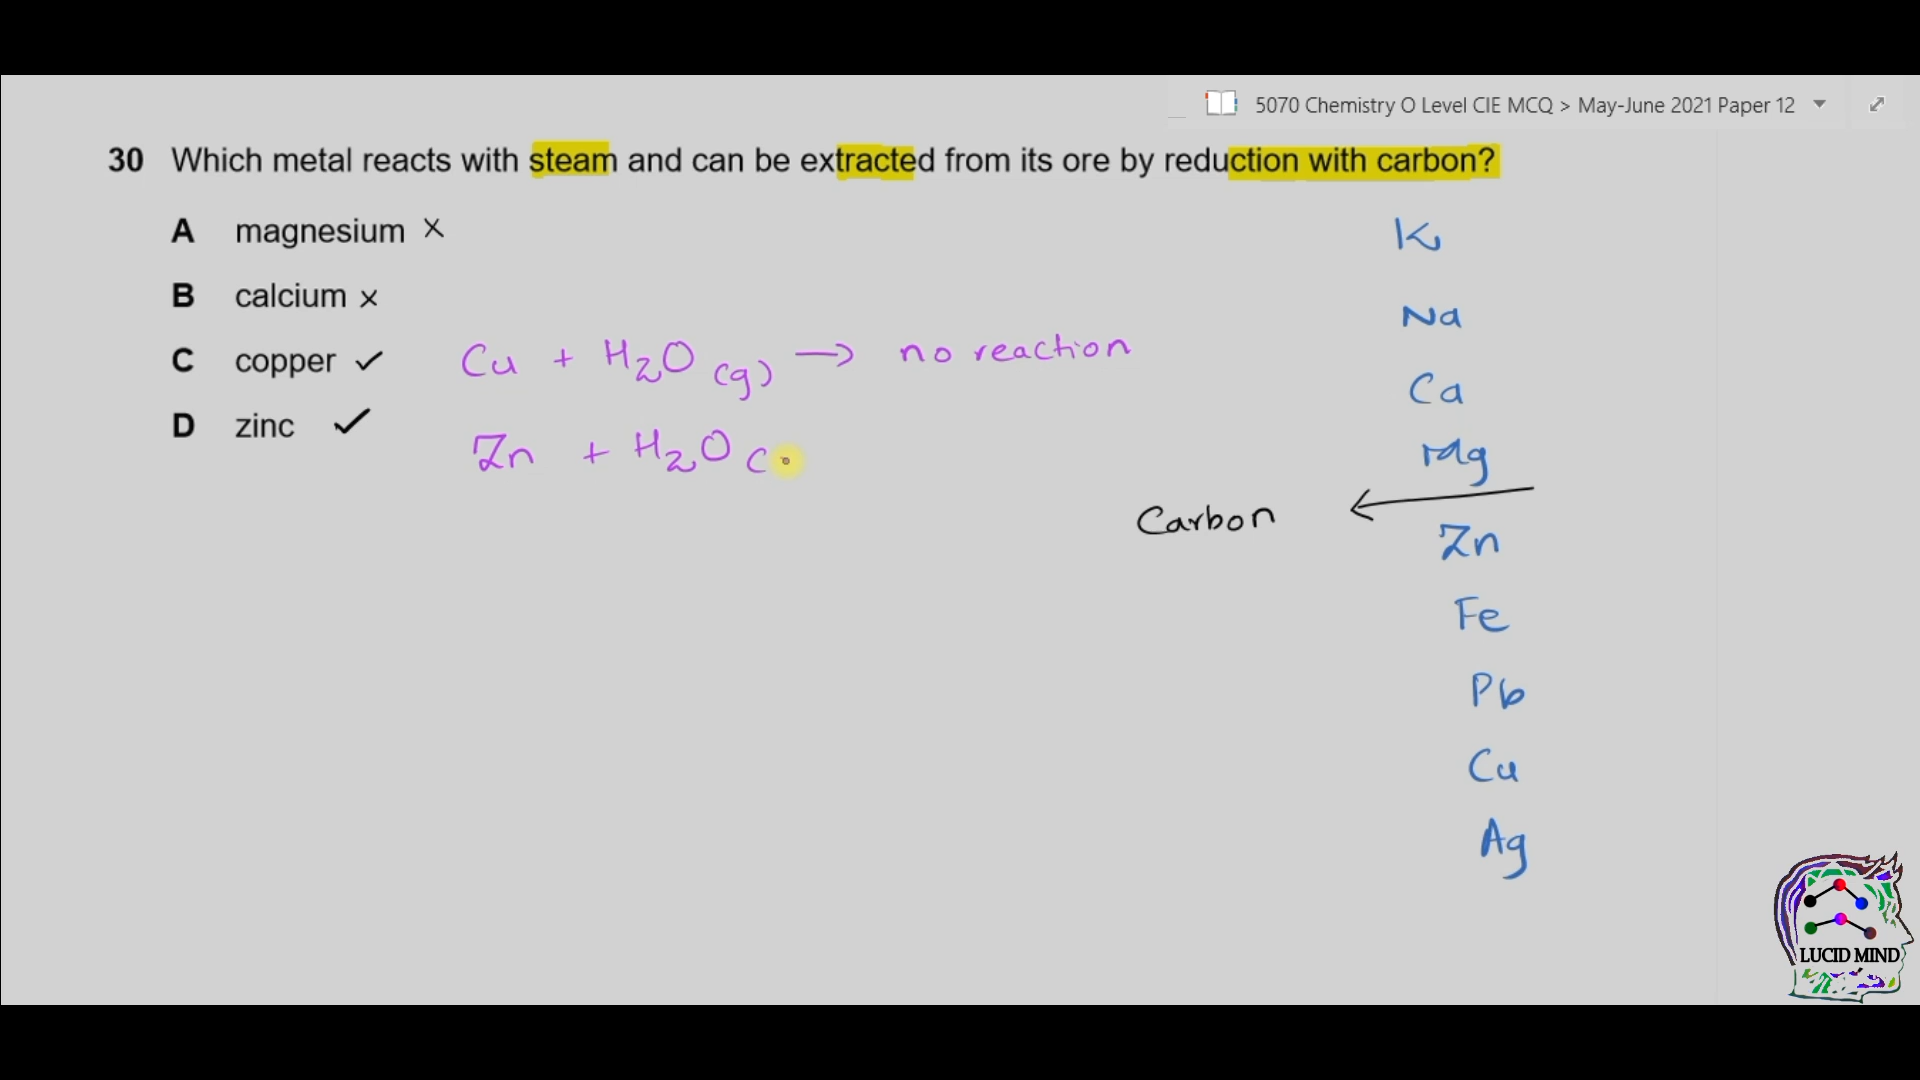 5070 Chemistry O Level CIE MCQ > May-June 2021 Paper 12
30 Which metal reacts with steam and can be extracted from its ore by reduction with carbon?
A magnesium ×
B calcium ×
C copper ✓ Cu + H2O (g) → no reaction
D zinc ✓ Zn + H2O (
K
Na
Ca
Mg
Carbon
Zn
Fe
Pb
Cu
Ag
LUCID MIND